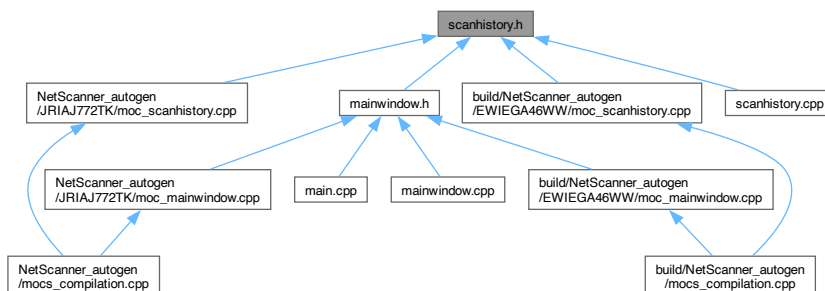 scanhistory.h
NetScanner_autogen
/JRIAJ772TK/moc_scanhistory.cpp
mainwindow.h
build/NetScanner_autogen
/EWIEGA46WW/moc_scanhistory.cpp
scanhistory.cpp
NetScanner_autogen
/JRIAJ772TK/moc_mainwindow.cpp
main.cpp
mainwindow.cpp
build/NetScanner_autogen
/EWIEGA46WW/moc_mainwindow.cpp
NetScanner_autogen
/mocs_compilation.cpp
build/NetScanner_autogen
/mocs_compilation.cpp